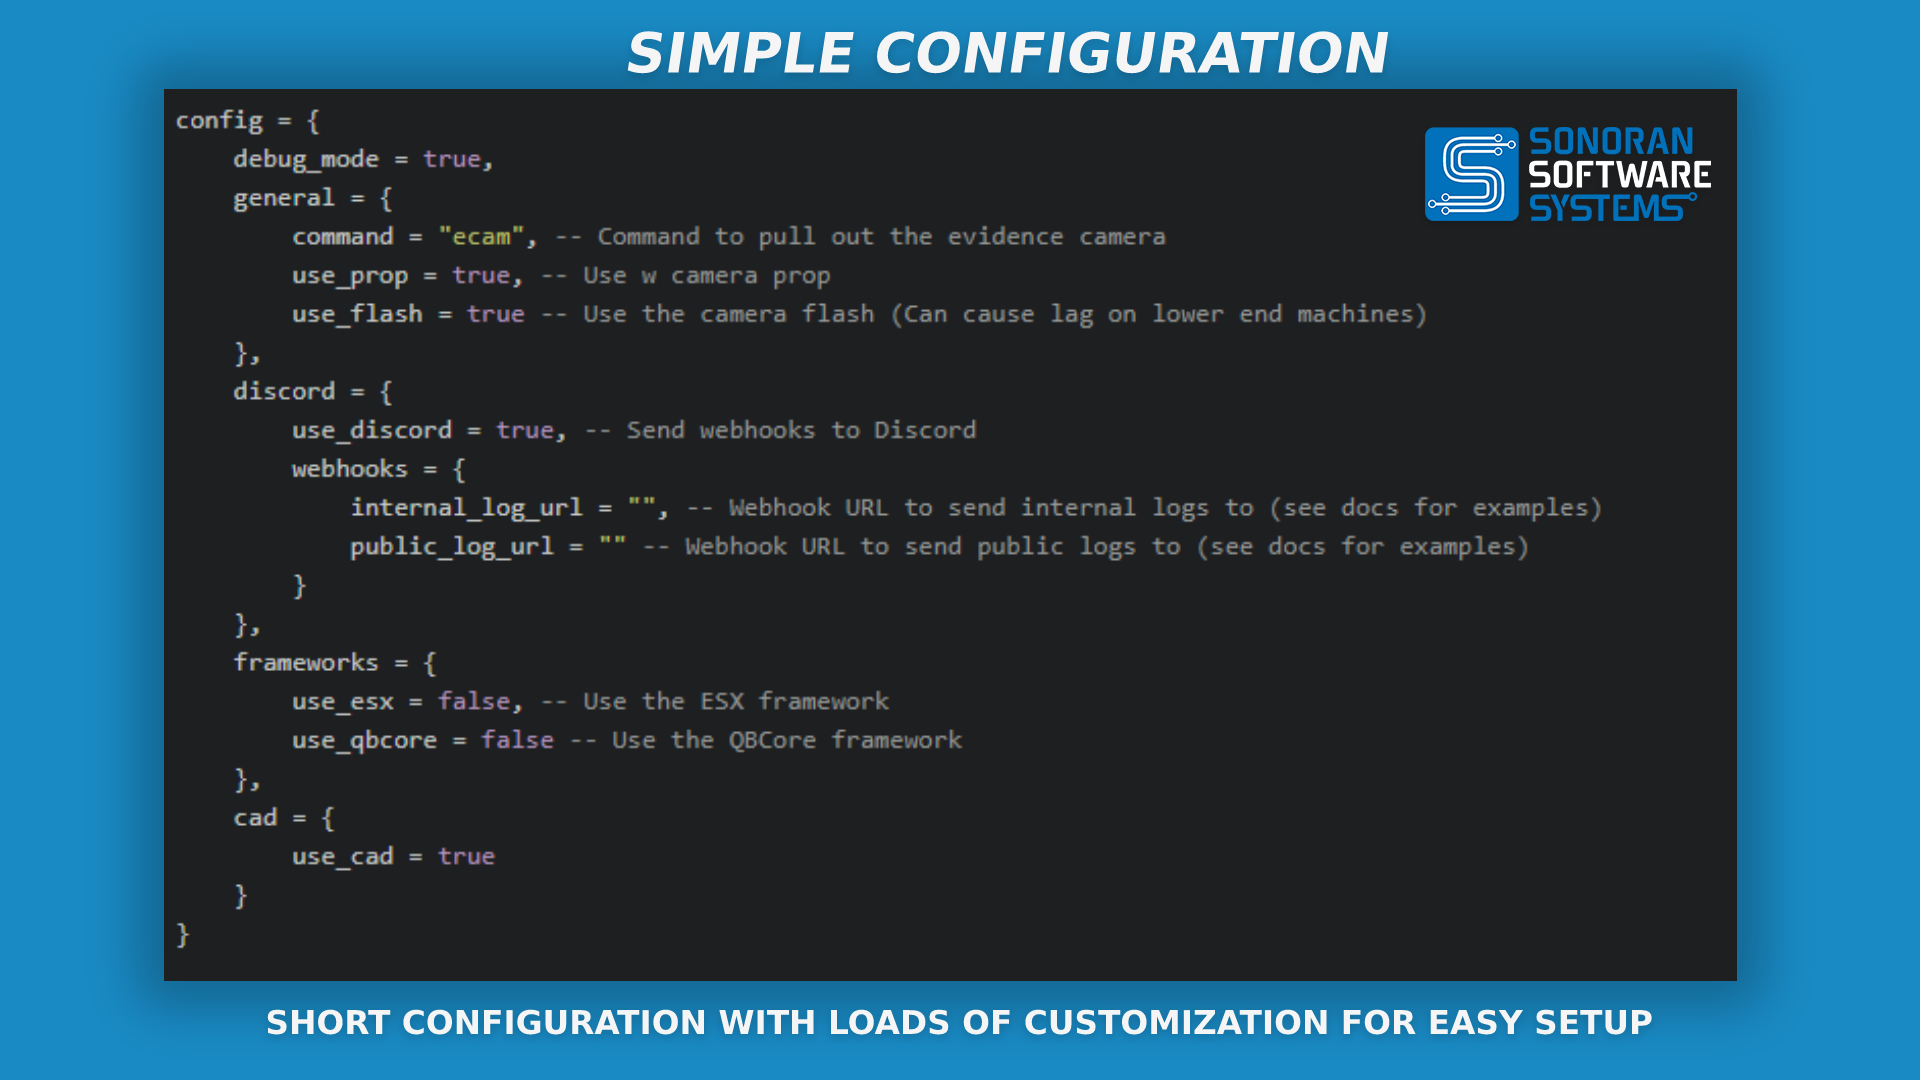 SIMPLE CONFIGURATION
config = {
    debug_mode = true,
    general = {
        command = "ecam", -- Command to pull out the evidence camera
        use_prop = true, -- Use w camera prop
        use_flash = true -- Use the camera flash (Can cause lag on lower end machines)
    },
    discord = {
        use_discord = true, -- Send webhooks to Discord
        webhooks = {
            internal_log_url = "", -- Webhook URL to send internal logs to (see docs for examples)
            public_log_url = "" -- Webhook URL to send public logs to (see docs for examples)
        }
    },
    frameworks = {
        use_esx = false, -- Use the ESX framework
        use_qbcore = false -- Use the QBCore framework
    },
    cad = {
        use_cad = true
    }
}
SONORAN
SOFTWARE
SYSTEMS
SHORT CONFIGURATION WITH LOADS OF CUSTOMIZATION FOR EASY SETUP